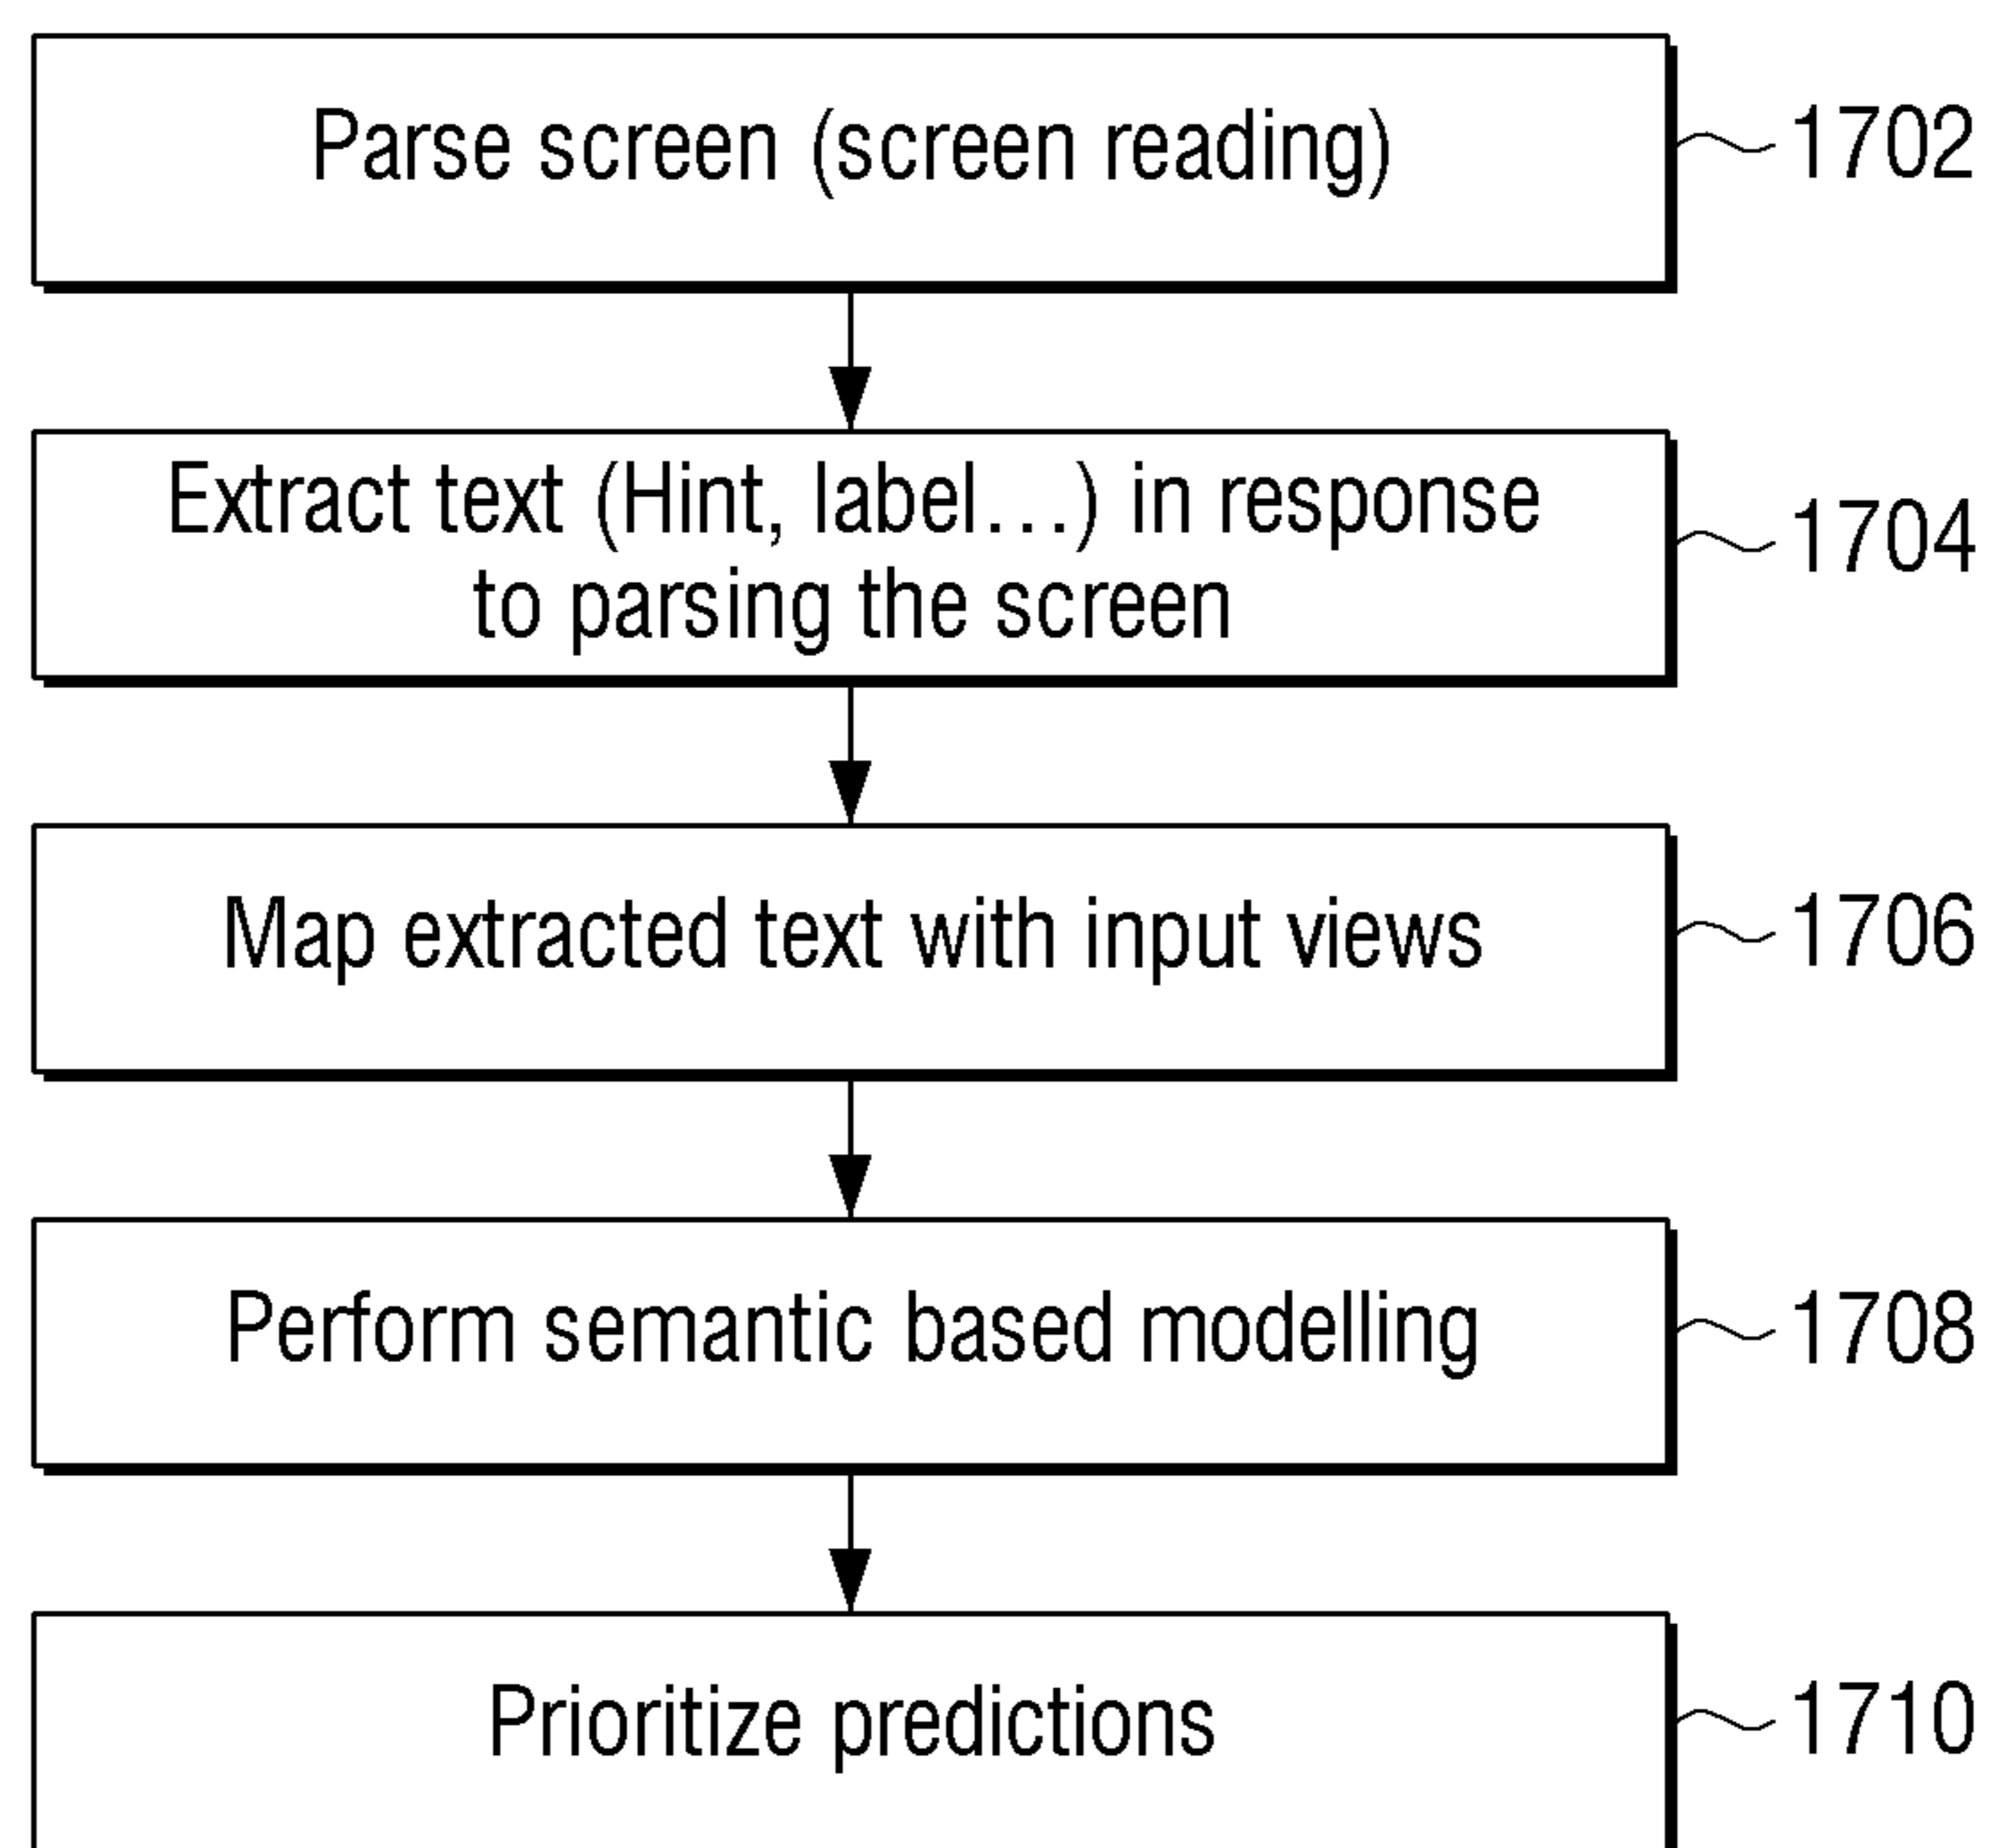 Parse screen (screen reading)
1702
Extract text (Hint, label...) in response
to parsing the screen
1704
Map extracted text with input views
1706
Perform semantic based modelling
1708
Prioritize predictions
1710